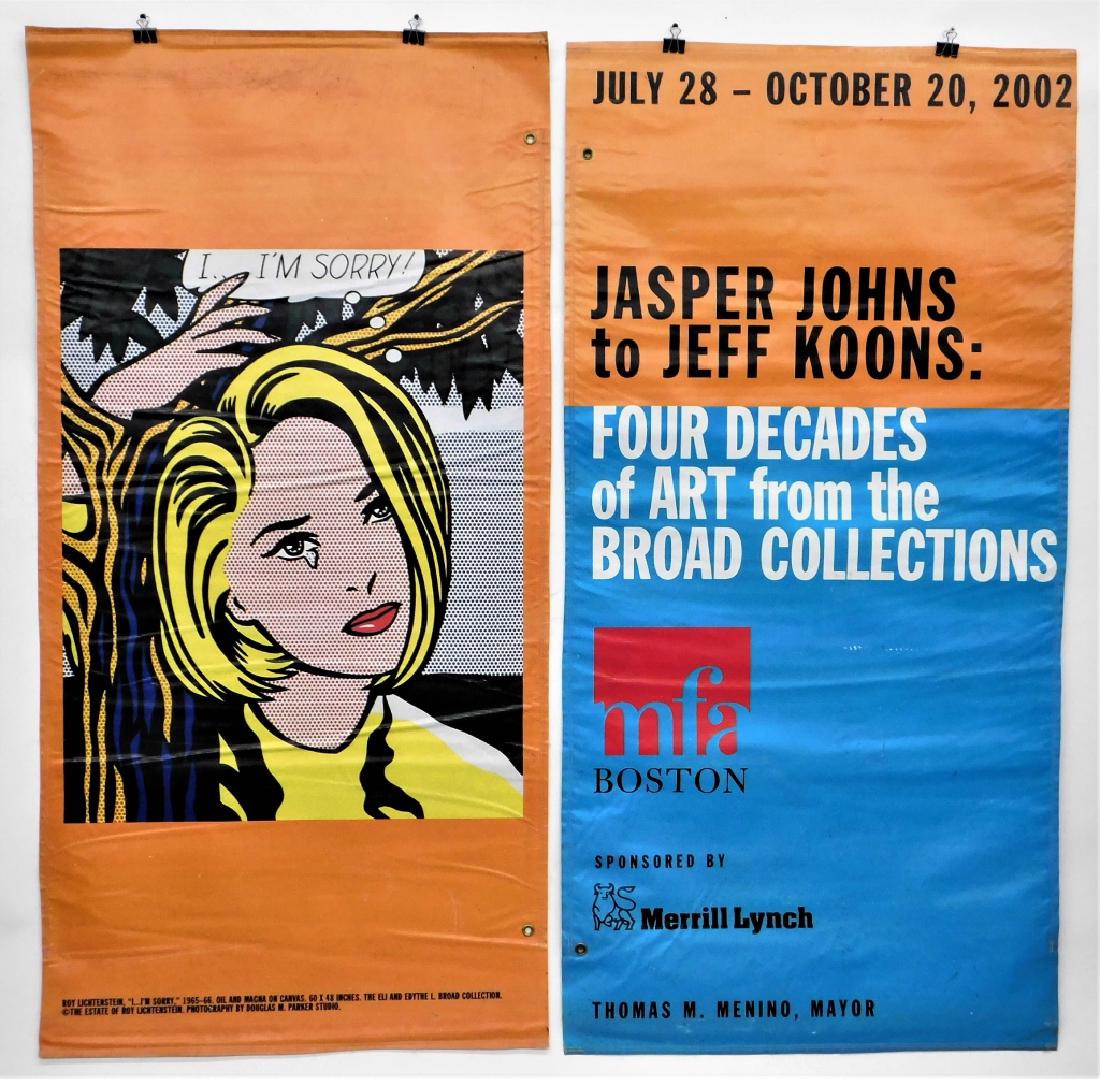 I... I'M SORRY!
ROY LICHTENSTEIN, "I...I'M SORRY," 1965-66. OIL AND MAGNA ON CANVAS. 60 X 48 INCHES. THE ELI AND EDYTHE L. BROAD COLLECTION.
©THE ESTATE OF ROY LICHTENSTEIN. PHOTOGRAPHY BY DOUGLAS M. PARKER STUDIO.
JULY 28 – OCTOBER 20, 2002
JASPER JOHNS
to JEFF KOONS:
FOUR DECADES
of ART from the
BROAD COLLECTIONS
mfa
BOSTON
SPONSORED BY
Merrill Lynch
THOMAS M. MENINO, MAYOR